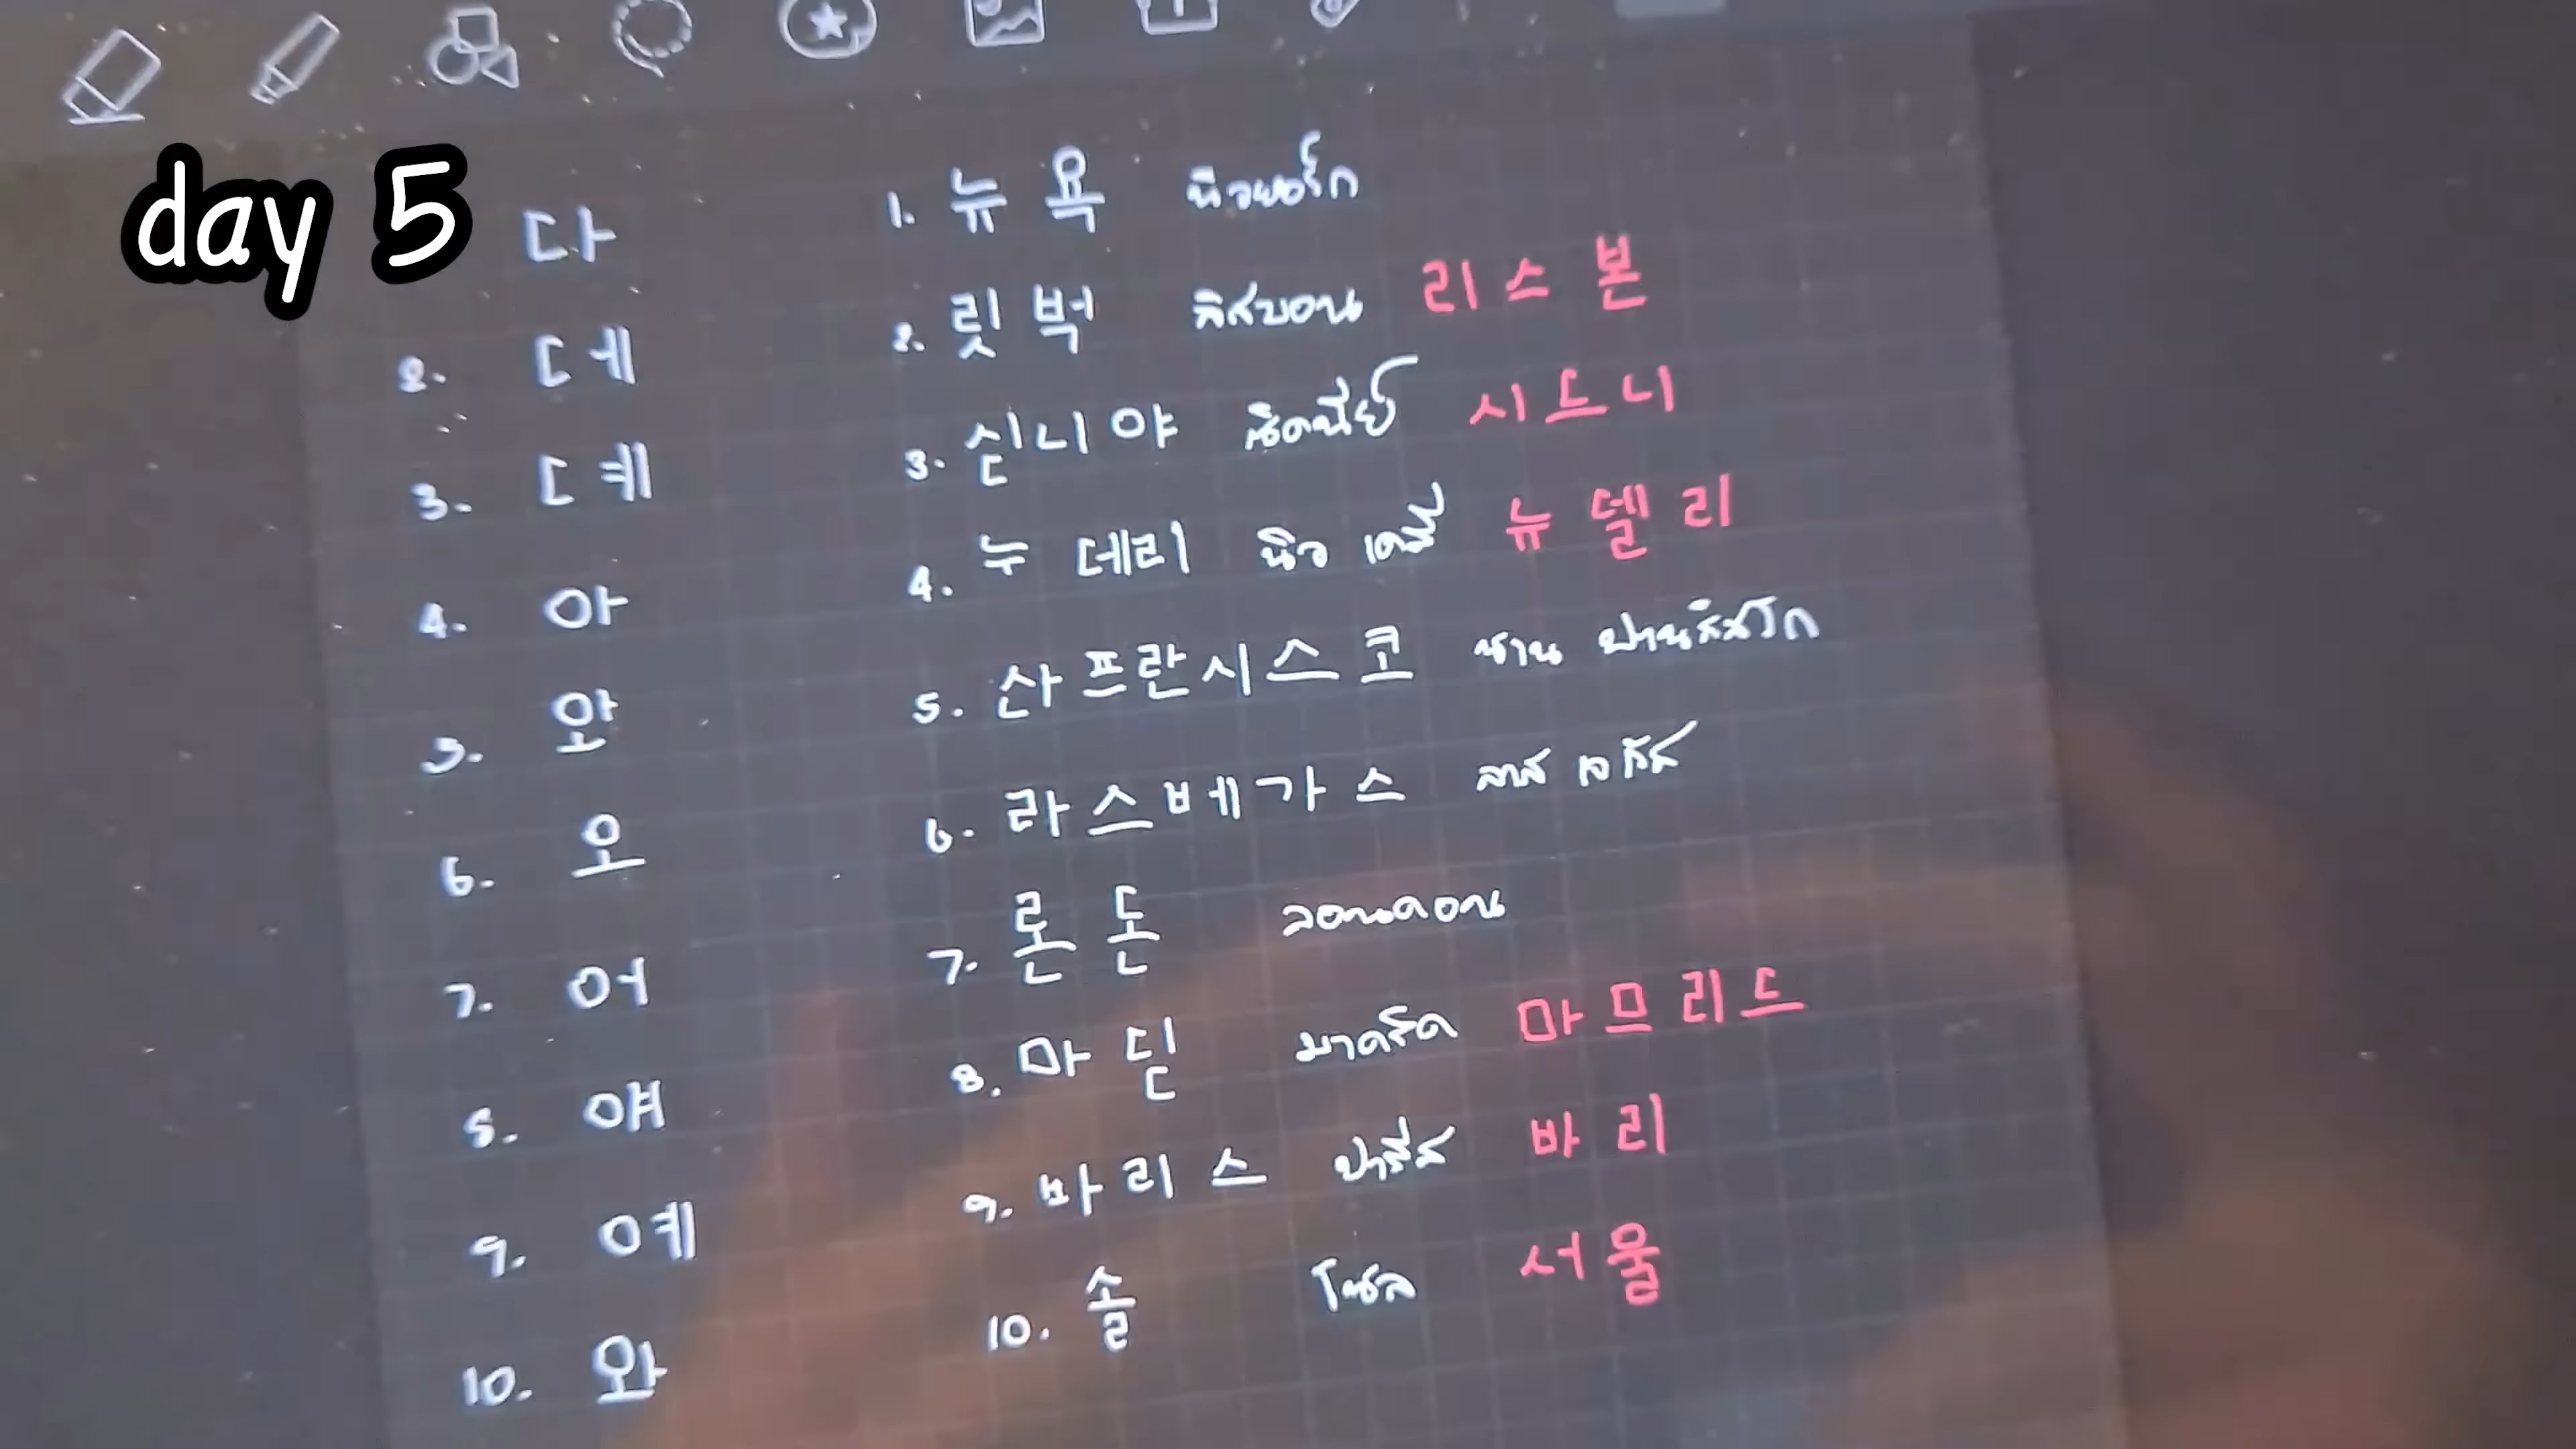 day 5
다
2. 데
3. 뎨
4. 아
5. 와
6. 오
7. 어
8. 얘
9. 예
10. 와
1. 뉴욕 นิวยอร์ก
2. 릿벅 ลิสบอน 리스본
3. 신니야 ซิดนีย์ 시드니
4. 누 데리 นิว เดลี 뉴델리
5. 산프란시스코 ซาน ฟานซิสโก
6. 라스베가스 ลาส เวกัส
7. 론돈 ลอนดอน
8. 마딛 มาดริด 마므리드
9. 바리스 ปารีส 바리
10. 솔 โซล 서울